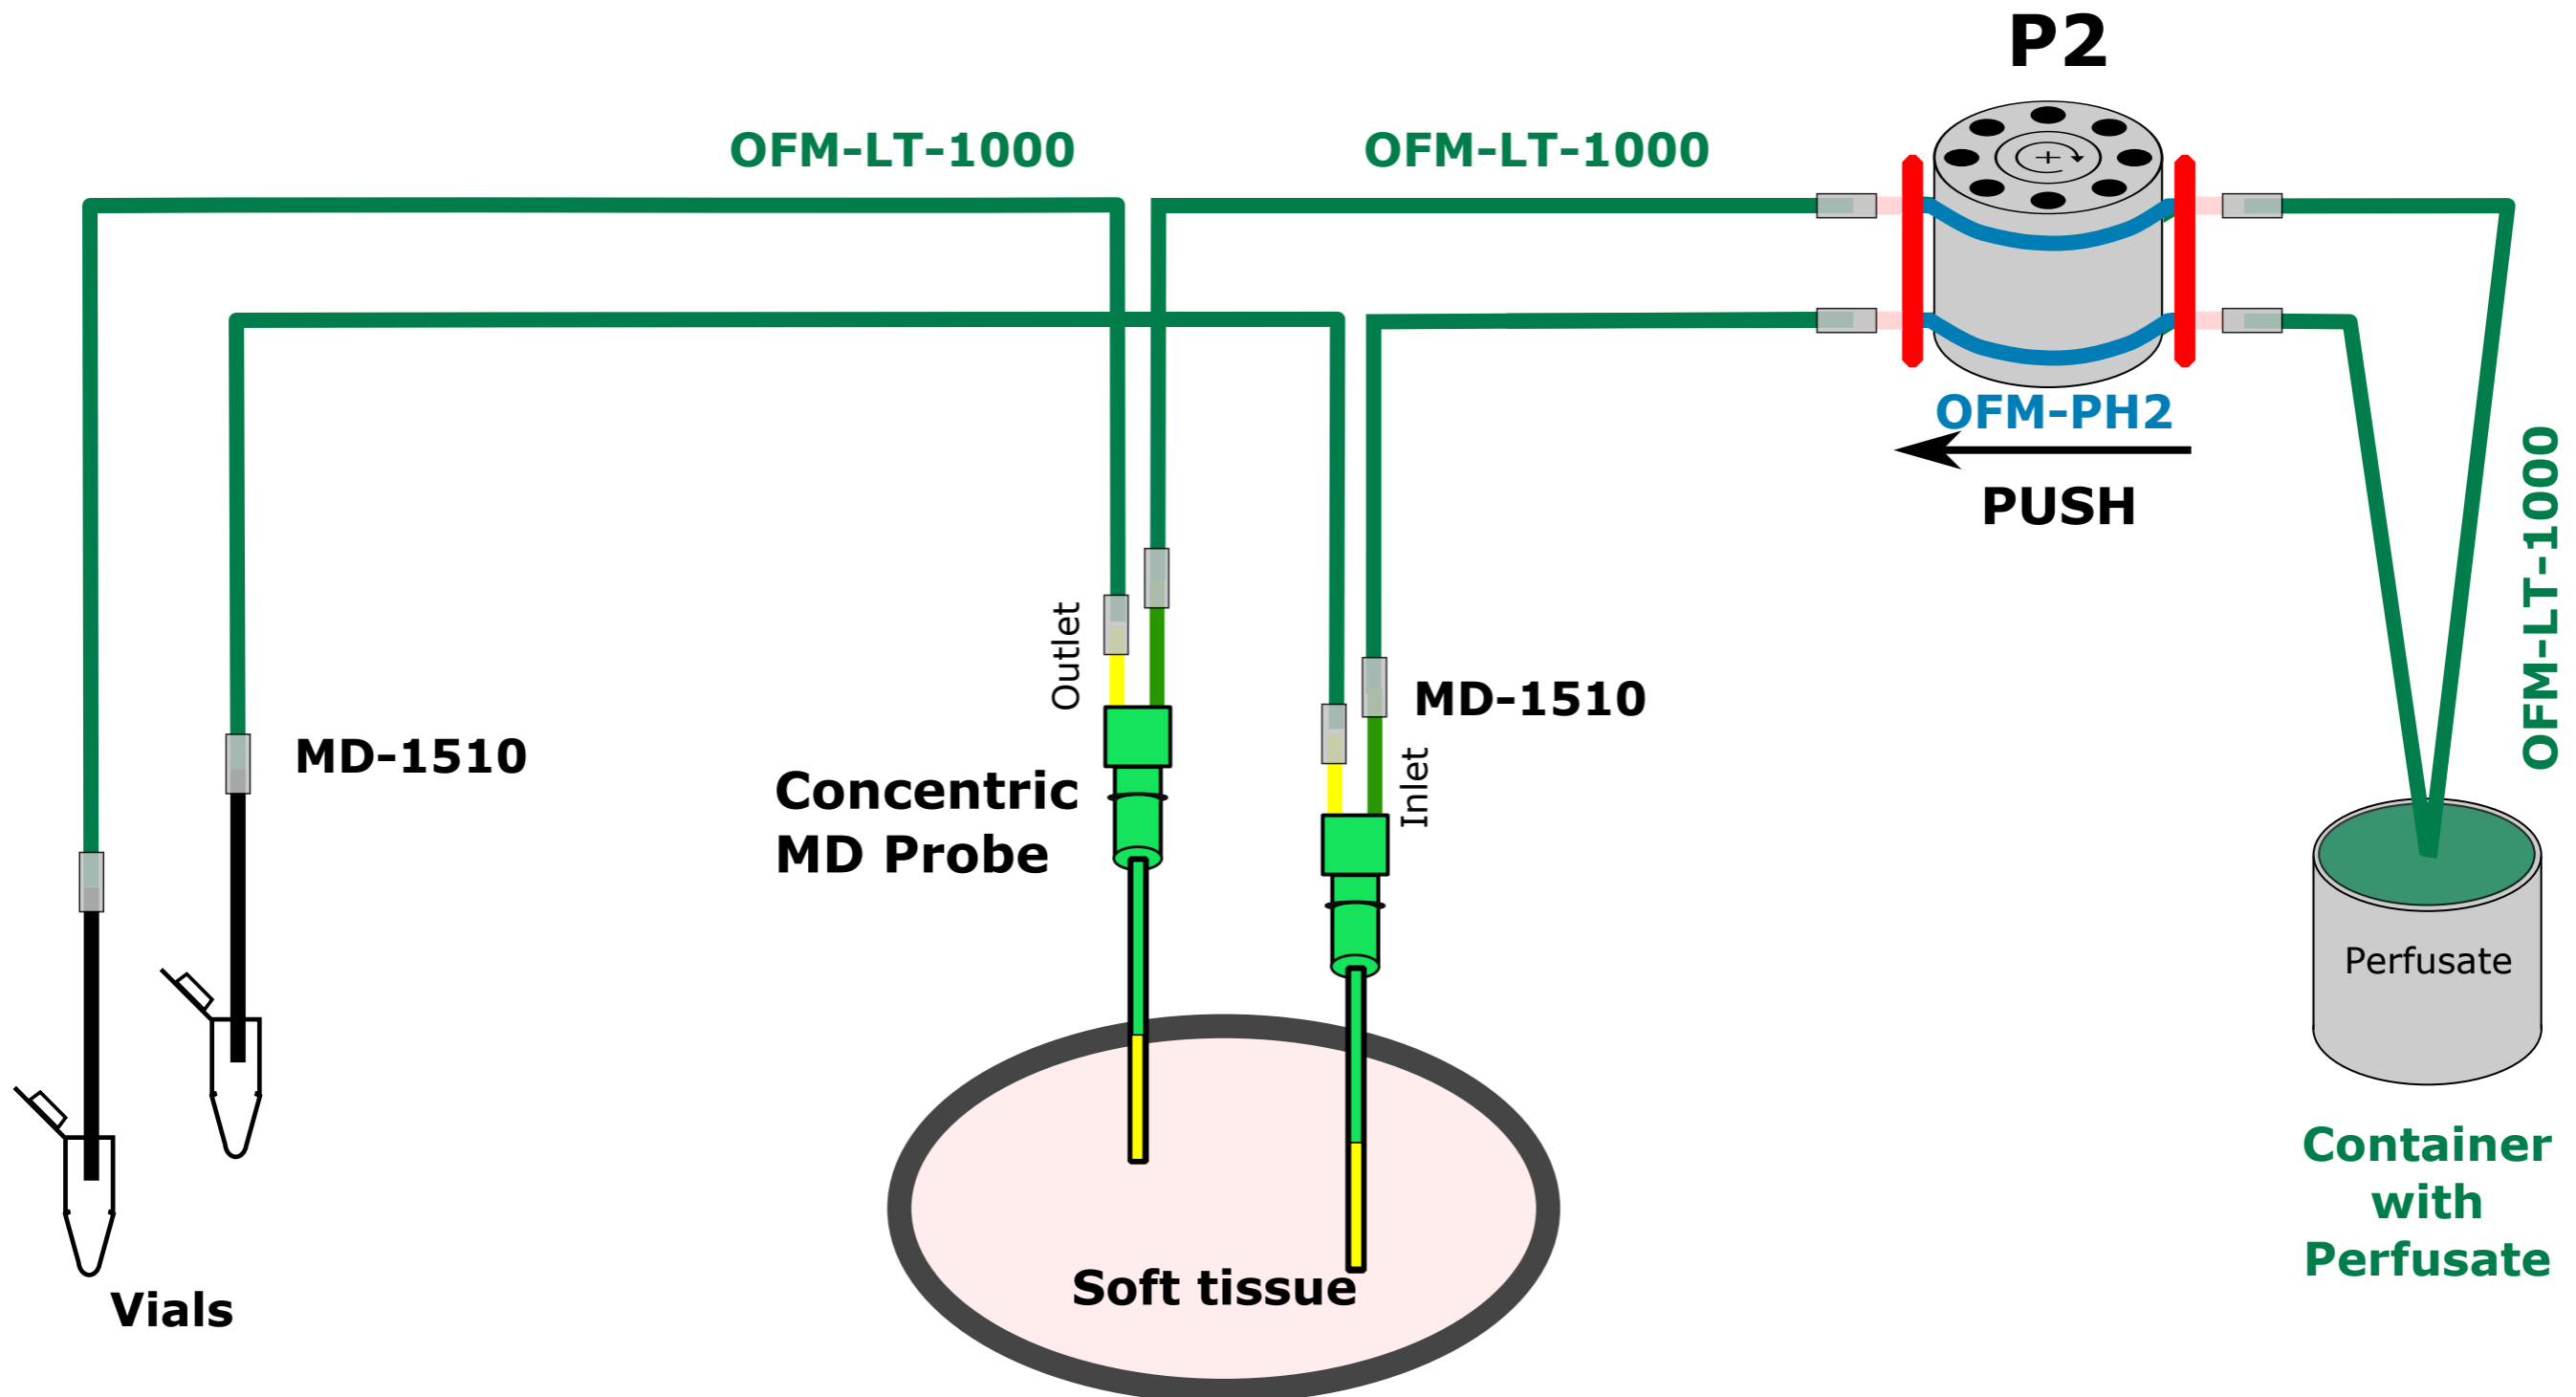 P2
OFM-LT-1000
OFM-LT-1000
OFM-PH2
PUSH
OFM-LT-1000
Outlet
MD-1510
MD-1510
Inlet
Concentric
MD Probe
Perfusate
Container
with
Perfusate
Soft tissue
Vials